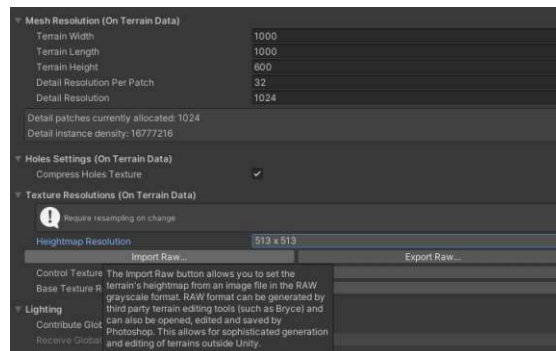 Mesh Resolution (On Terrain Data)
Terrain Width 1000
Terrain Length 1000
Terrain Height 600
Detail Resolution Per Patch 32
Detail Resolution 1024
Detail patches currently allocated: 1024
Detail instance density: 16777216
Holes Settings (On Terrain Data)
Compress Holes Texture
Texture Resolutions (On Terrain Data)
Require resampling on change
Heightmap Resolution 513 x 513
Import Raw... Export Raw...
Control Texture
Base Texture R
The Import Raw button allows you to set the
terrain's heightmap from an image file in the RAW
grayscale format. RAW format can be generated by
third party terrain editing tools (such as Bryce) and
can also be opened, edited and saved by
Photoshop. This allows for sophisticated generation
and editing of terrains outside Unity.
Lighting
Contribute Glob
Receive Global